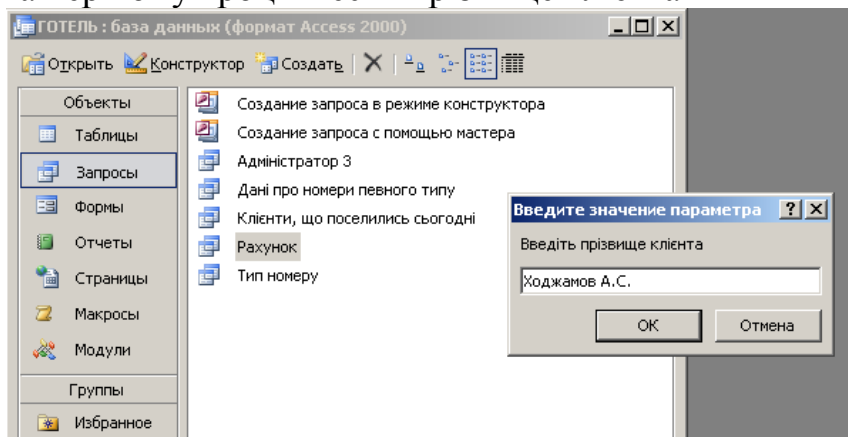 ГОТЕЛЬ : база данных (формат Access 2000)
Открыть Конструктор Создать
Объекты
Таблицы
Запросы
Формы
Отчеты
Страницы
Макросы
Модули
Группы
Избранное
Создание запроса в режиме конструктора
Создание запроса с помощью мастера
Адміністратор 3
Дані про номери певного типу
Клієнти, що поселились сьогодні
Рахунок
Тип номеру
Введите значение параметра
Введіть прізвище клієнта
Ходжамов А.С.
ОК Отмена